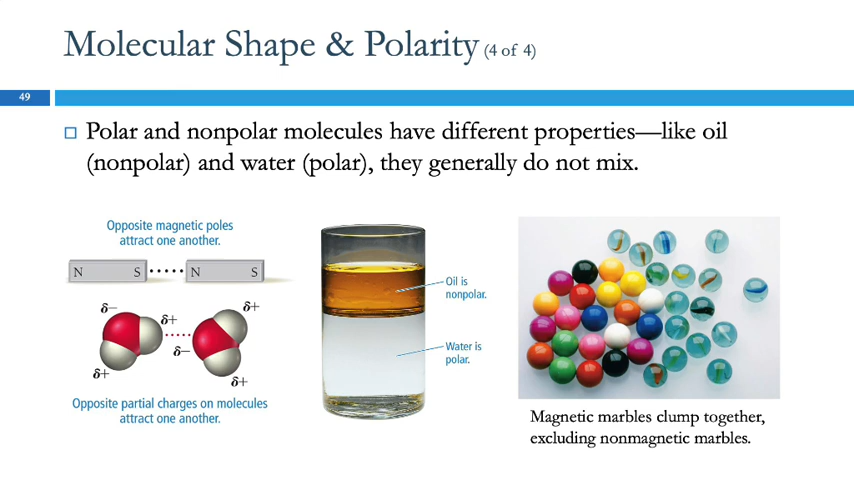 Molecular Shape & Polarity (4 of 4)
49
Polar and nonpolar molecules have different properties—like oil
(nonpolar) and water (polar), they generally do not mix.
Opposite magnetic poles
attract one another.
N S N S
δ− δ+ δ+
δ−
δ+ δ+
Opposite partial charges on molecules
attract one another.
Oil is
nonpolar.
Water is
polar.
Magnetic marbles clump together,
excluding nonmagnetic marbles.